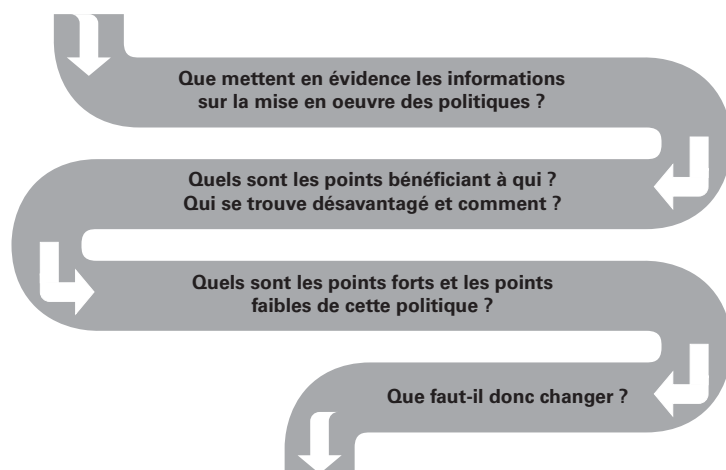 Que mettent en évidence les informations
sur la mise en oeuvre des politiques ?
Quels sont les points bénéficiant à qui ?
Qui se trouve désavantagé et comment ?
Quels sont les points forts et les points
faibles de cette politique ?
Que faut-il donc changer ?